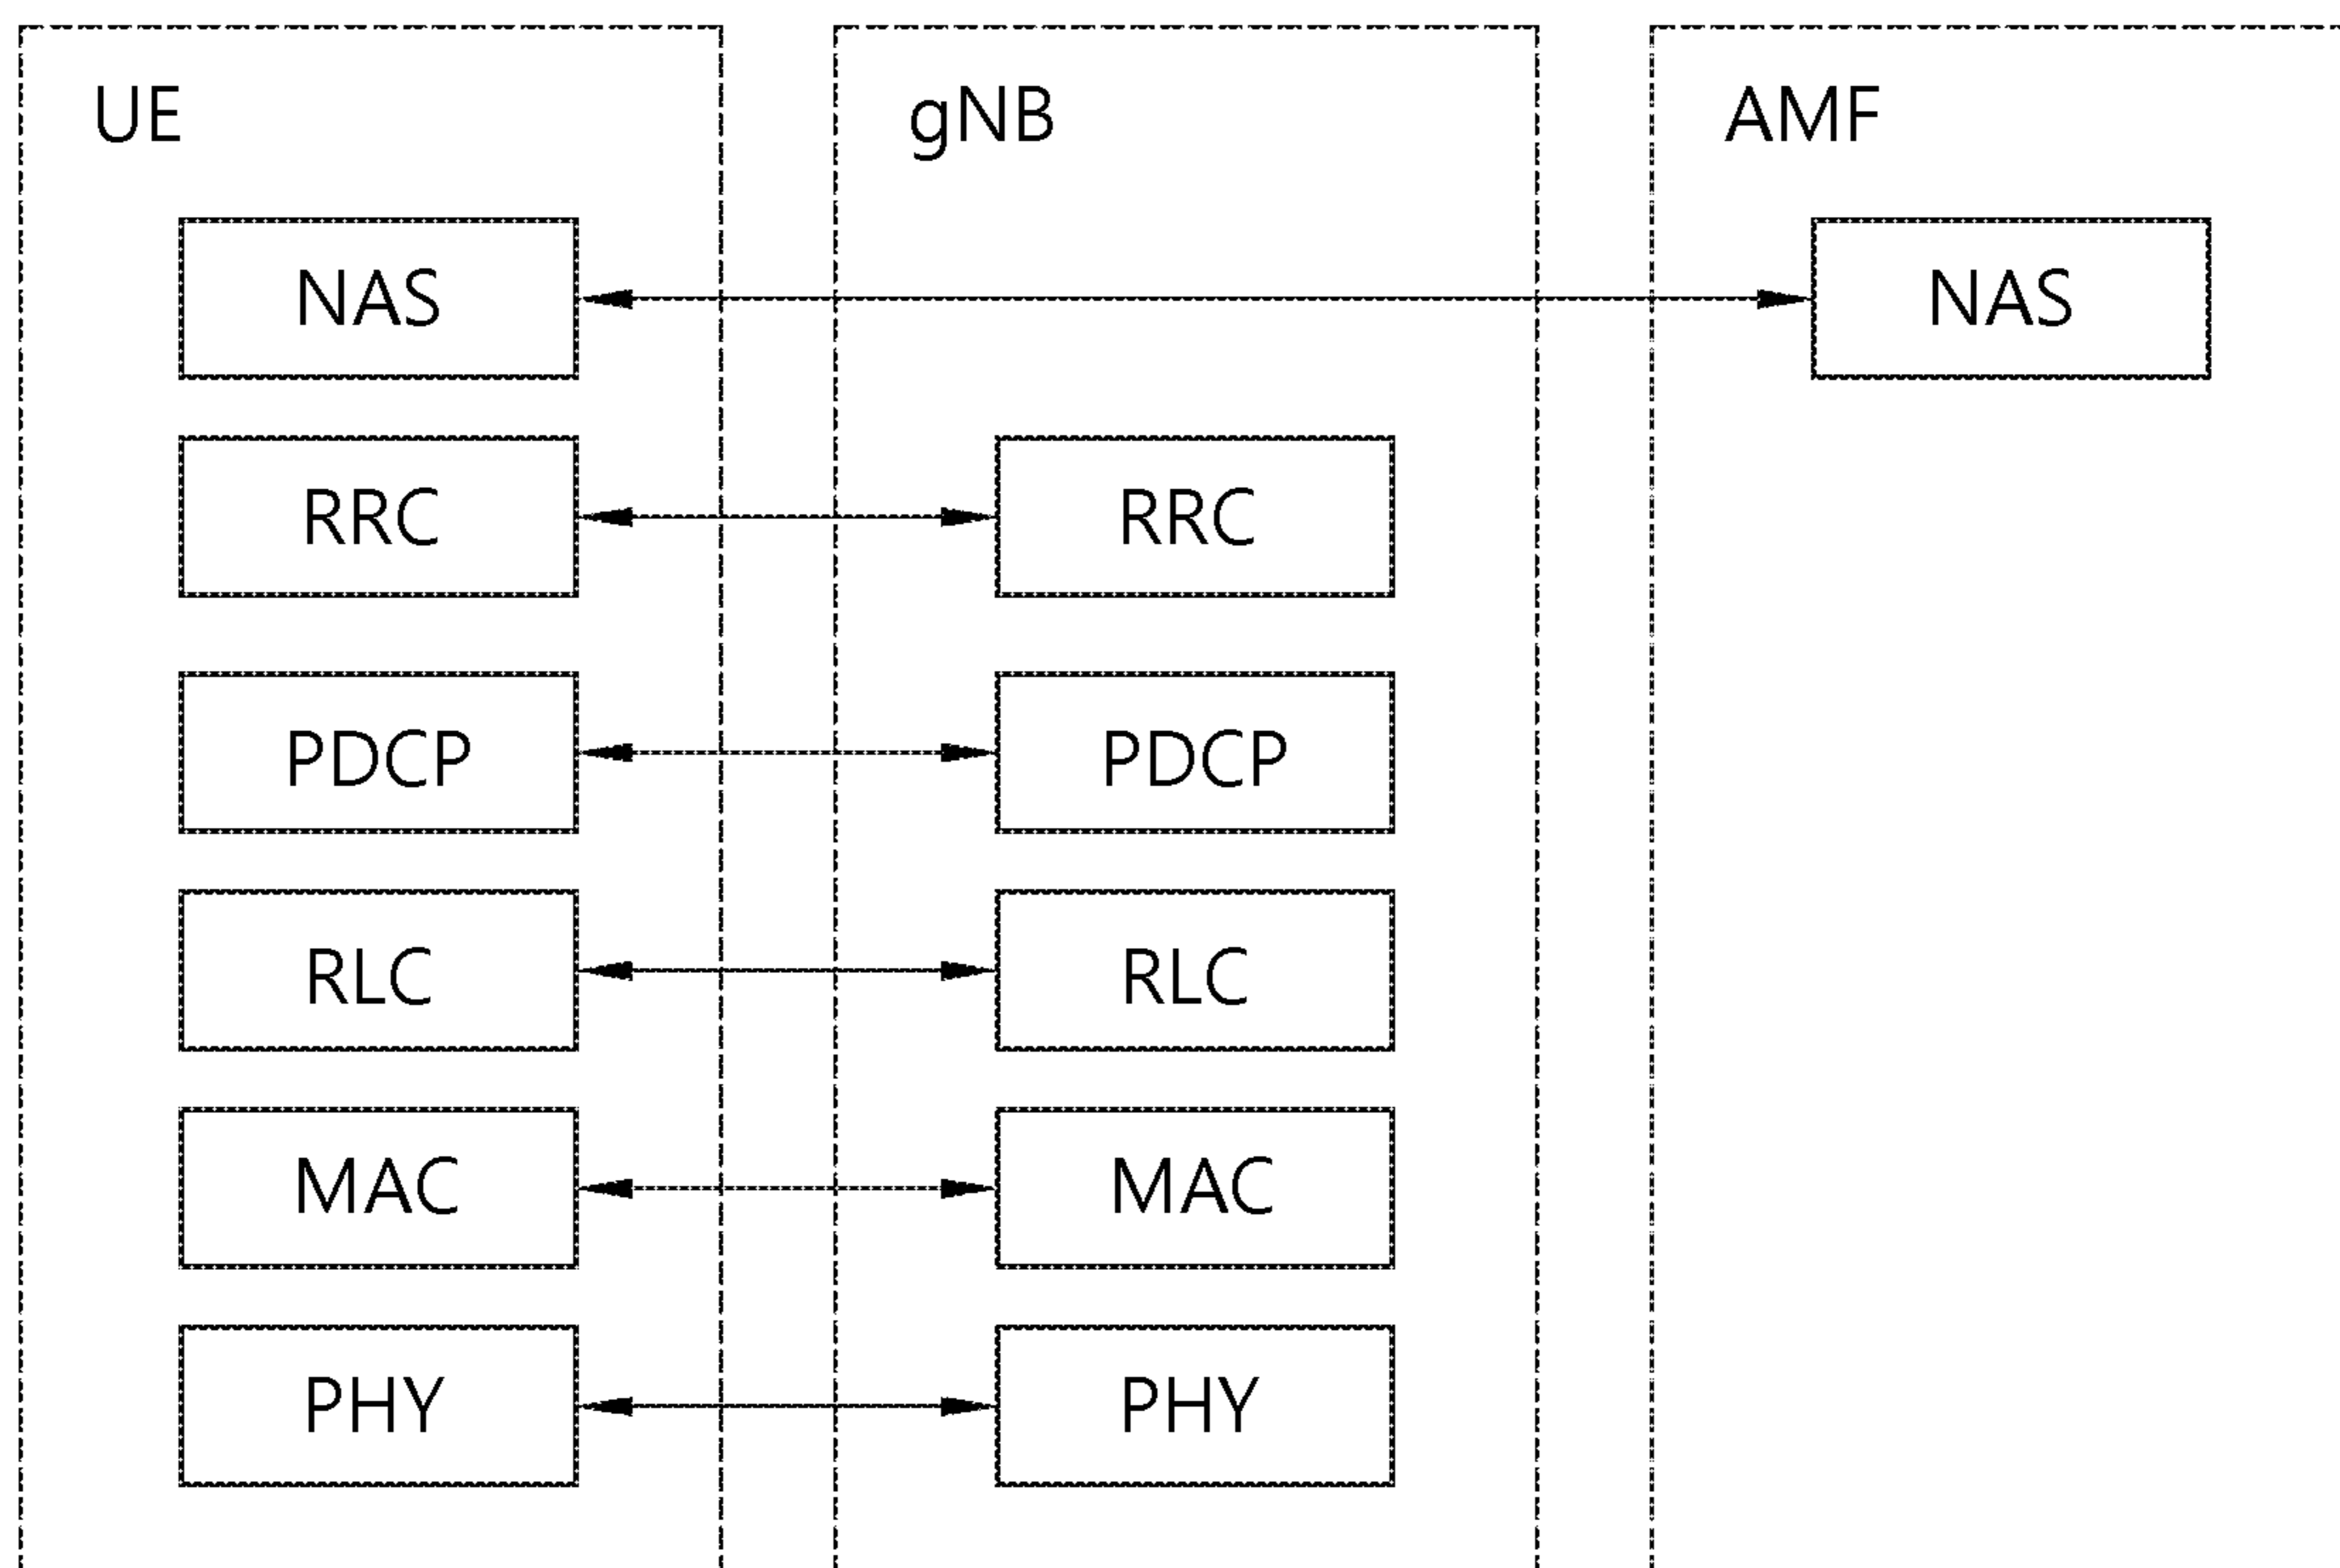 UE
gNB
AMF
NAS
NAS
RRC
RRC
PDCP
PDCP
RLC
RLC
MAC
MAC
PHY
PHY